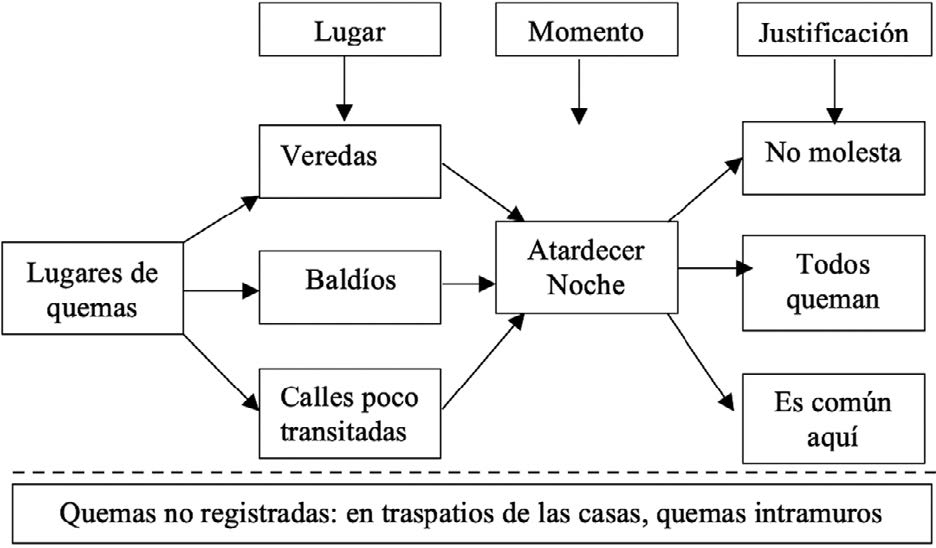 Lugar
Momento
Justificación
Veredas
No molesta
Lugares de
quemas
Baldíos
Atardecer
Noche
Todos
queman
Calles poco
transitadas
Es común
aquí
Quemas no registradas: en traspatios de las casas, quemas intramuros